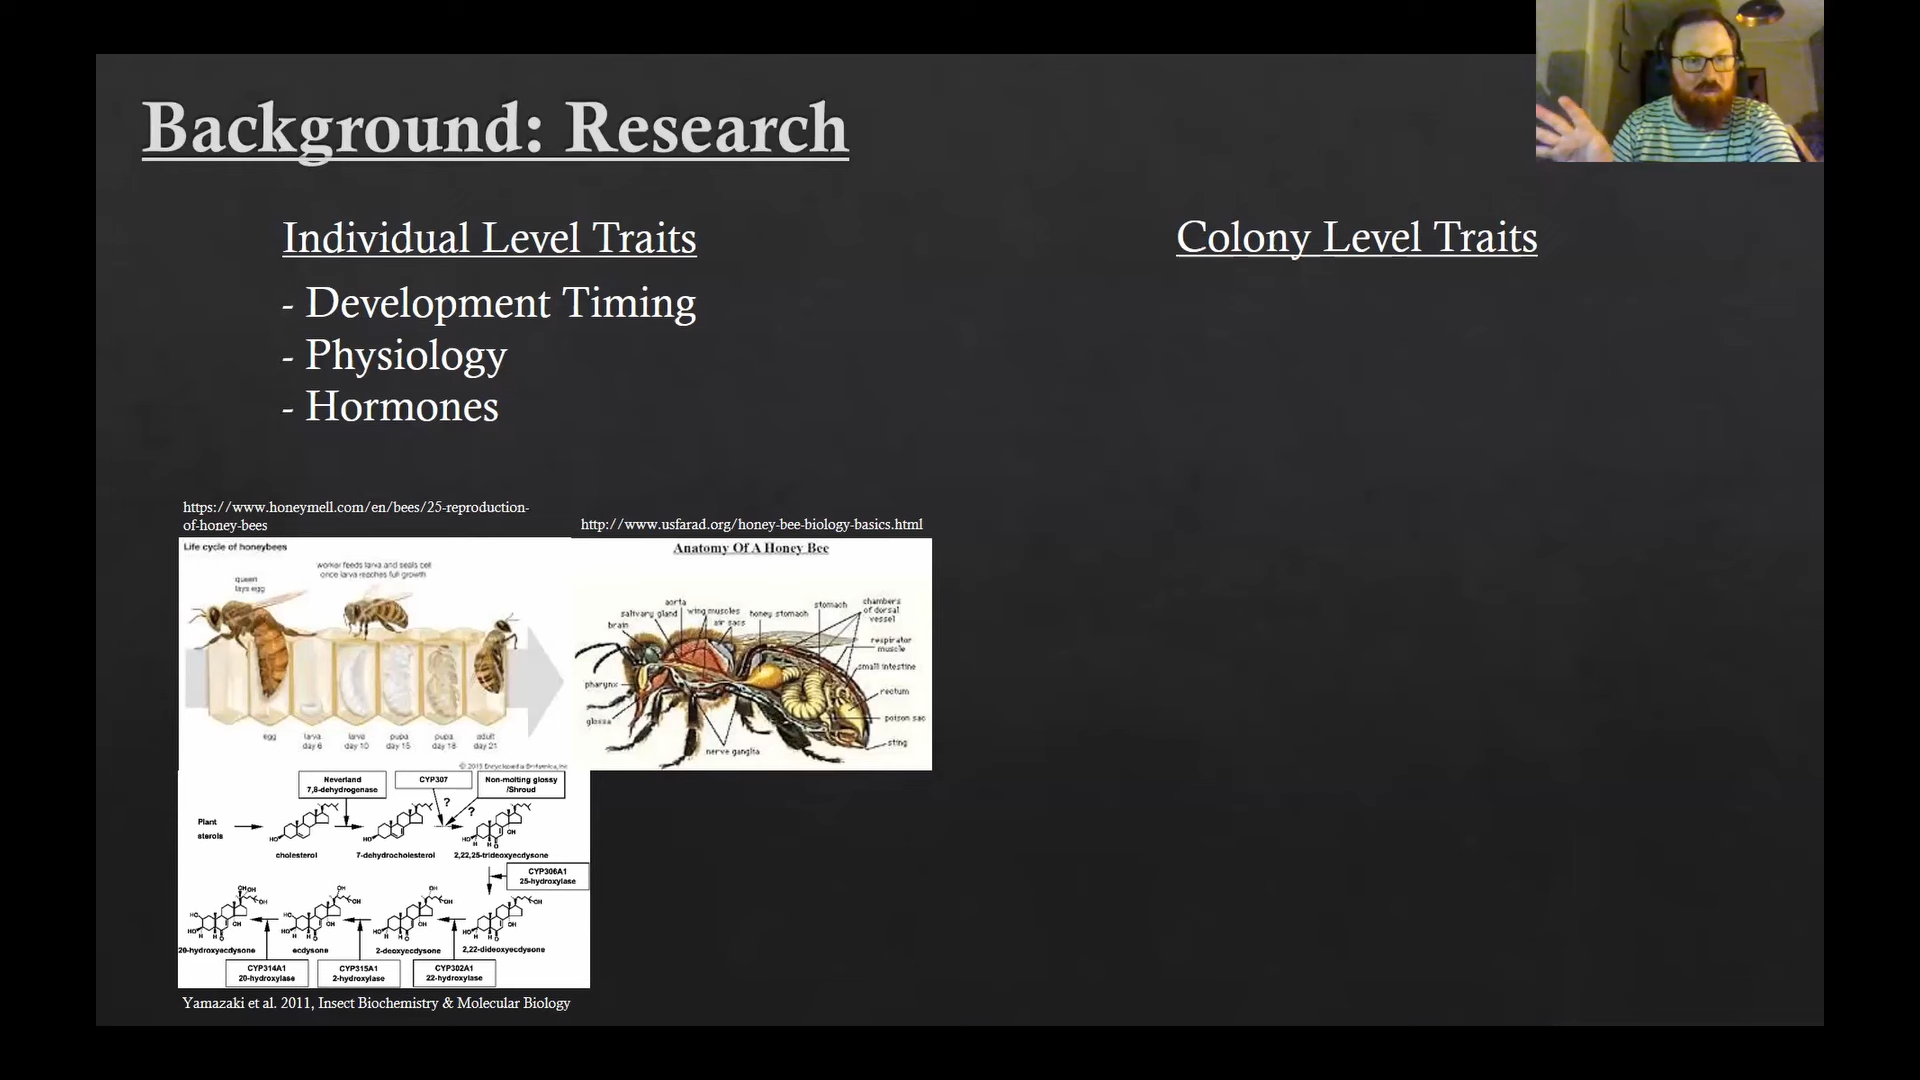 Background: Research
Individual Level Traits
- Development Timing
- Physiology
- Hormones
Colony Level Traits
https://www.honeymell.com/en/bees/25-reproduction-
of-honey-bees
http://www.usfarad.org/honey-bee-biology-basics.html
Life cycle of honeybees
queen
lays egg
worker feeds larva and seals cell
once larva reaches full growth
egg
larva
day 6
larva
day 10
pupa
day 15
pupa
day 18
adult
day 21
© 2015 Encyclopædia Britannica, Inc.
Anatomy Of A Honey Bee
aorta
salivary gland
wing muscles
air sacs
honey stomach
stomach
chambers
of dorsal
vessel
brain
respirator
muscle
small intestine
pharynx
rectum
glossa
poison sac
nerve ganglia
sting
Neverland
7,8-dehydrogenase
CYP307
Non-molting glossy
/Shroud
?
?
Plant
sterols
HO
HO
HO
OH
H
H
O
cholesterol
7-dehydrocholesterol
2,22,25-trideoxyecdysone
CYP306A1
25-hydroxylase
20-hydroxyecdysone
ecdysone
2-deoxyecdysone
2,22-dideoxyecdysone
CYP314A1
20-hydroxylase
CYP315A1
2-hydroxylase
CYP302A1
22-hydroxylase
Yamazaki et al. 2011, Insect Biochemistry & Molecular Biology